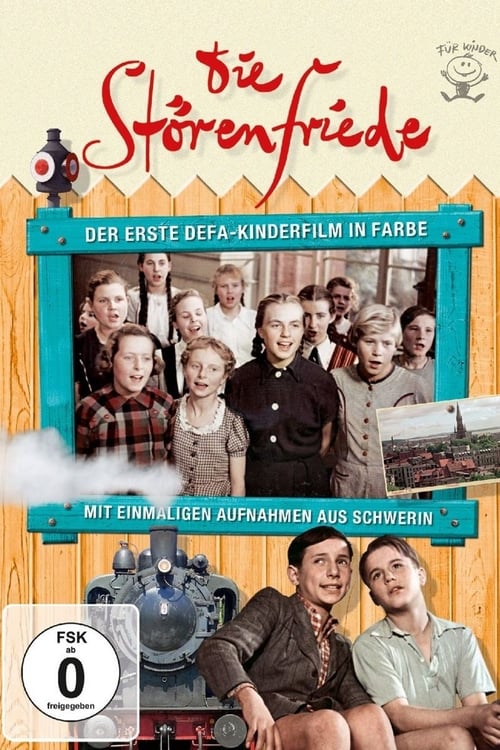 FÜR KINDER
Die
Störenfriede
DER ERSTE DEFA-KINDERFILM IN FARBE
MIT EINMALIGEN AUFNAHMEN AUS SCHWERIN
FSK
ab
0
freigegeben